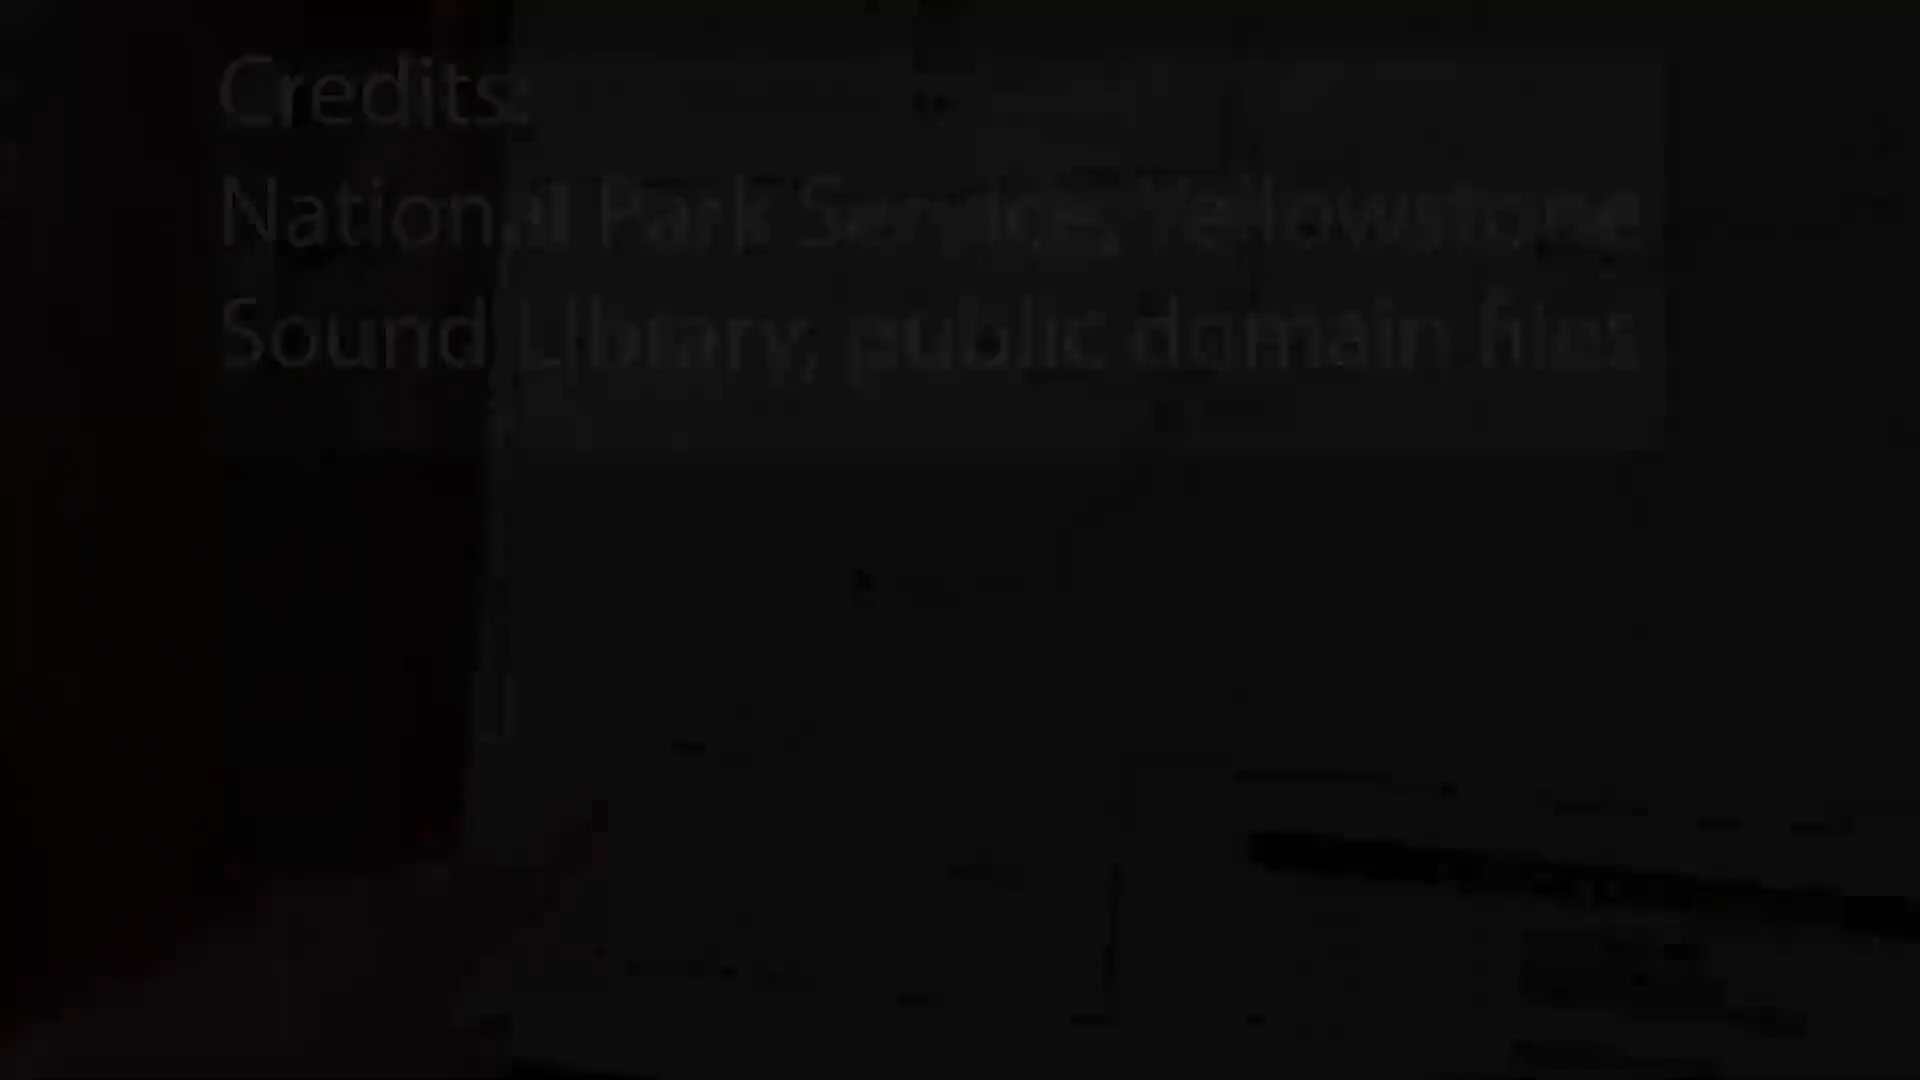 Credits:
National Park Service, Yellowstone
Sound Library, public domain files